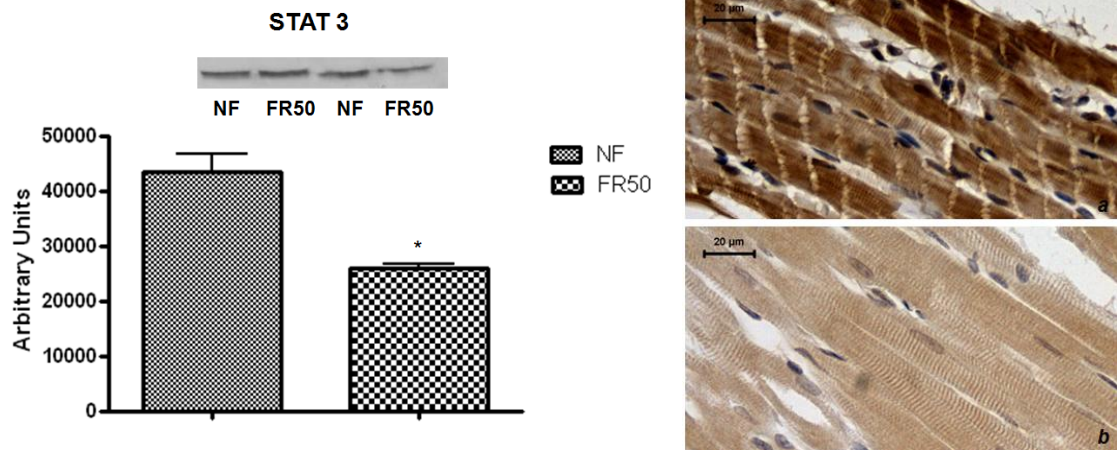 STAT 3
NF FR50 NF FR50
50000
40000
30000
20000
10000
0
Arbitrary Units
*
NF
FR50
20 µm
a
20 µm
b